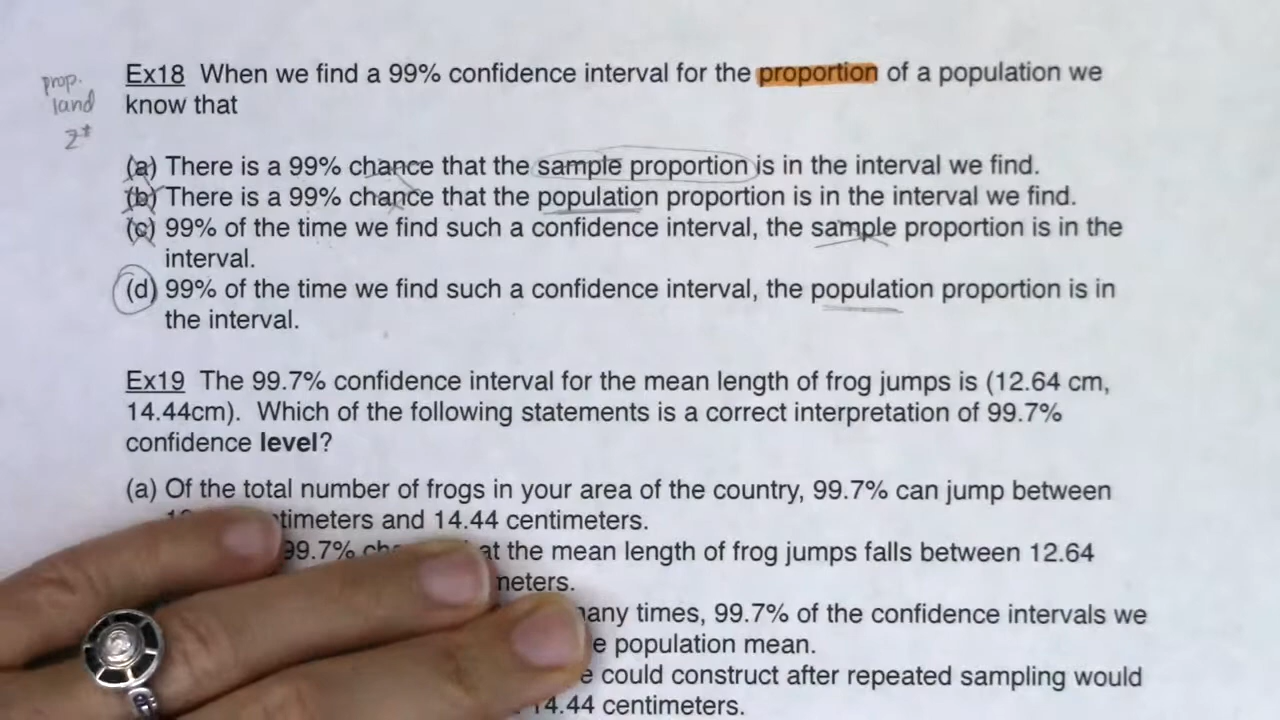 prop.
land
z*
Ex18 When we find a 99% confidence interval for the proportion of a population we
know that
(a) There is a 99% chance that the sample proportion is in the interval we find.
(b) There is a 99% chance that the population proportion is in the interval we find.
(c) 99% of the time we find such a confidence interval, the sample proportion is in the
interval.
(d) 99% of the time we find such a confidence interval, the population proportion is in
the interval.
Ex19 The 99.7% confidence interval for the mean length of frog jumps is (12.64 cm,
14.44cm). Which of the following statements is a correct interpretation of 99.7%
confidence level?
(a) Of the total number of frogs in your area of the country, 99.7% can jump between
and 14.44 centimeters.
99.7% the mean length of frog jumps falls between 12.64
many times, 99.7% of the confidence intervals we
population mean.
could construct after repeated sampling would
14.44 centimeters.